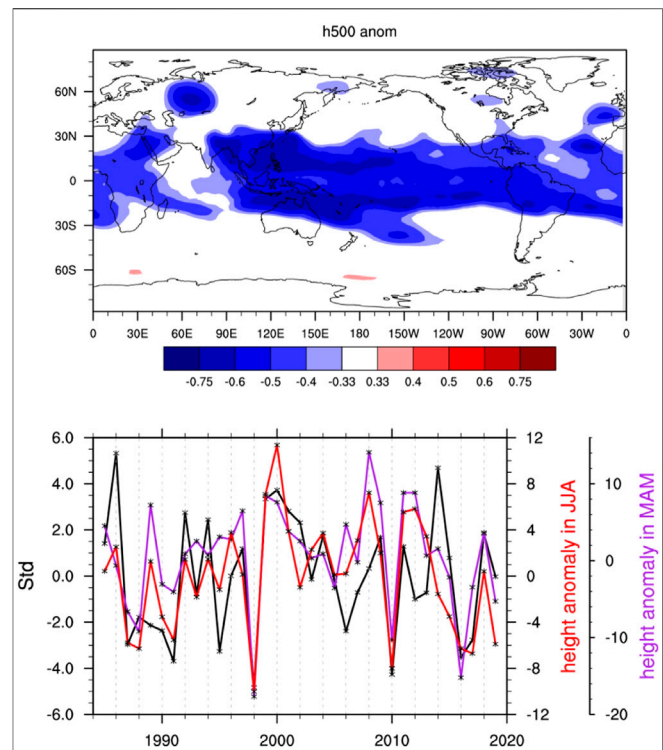 h500 anom
60N
30N
0
30S
60S
0 30E 60E 90E 120E 150E 180 150W 120W 90W 60W 30W 0
-0.75 -0.6 -0.5 -0.4 -0.33 0.33 0.4 0.5 0.6 0.75
Std
6.0
4.0
2.0
0.0
-2.0
-4.0
-6.0
1990 2000 2010 2020
12
8
4
0
-4
-8
-12
height anomaly in JJA
10
0
-10
-20
height anomaly in MAM